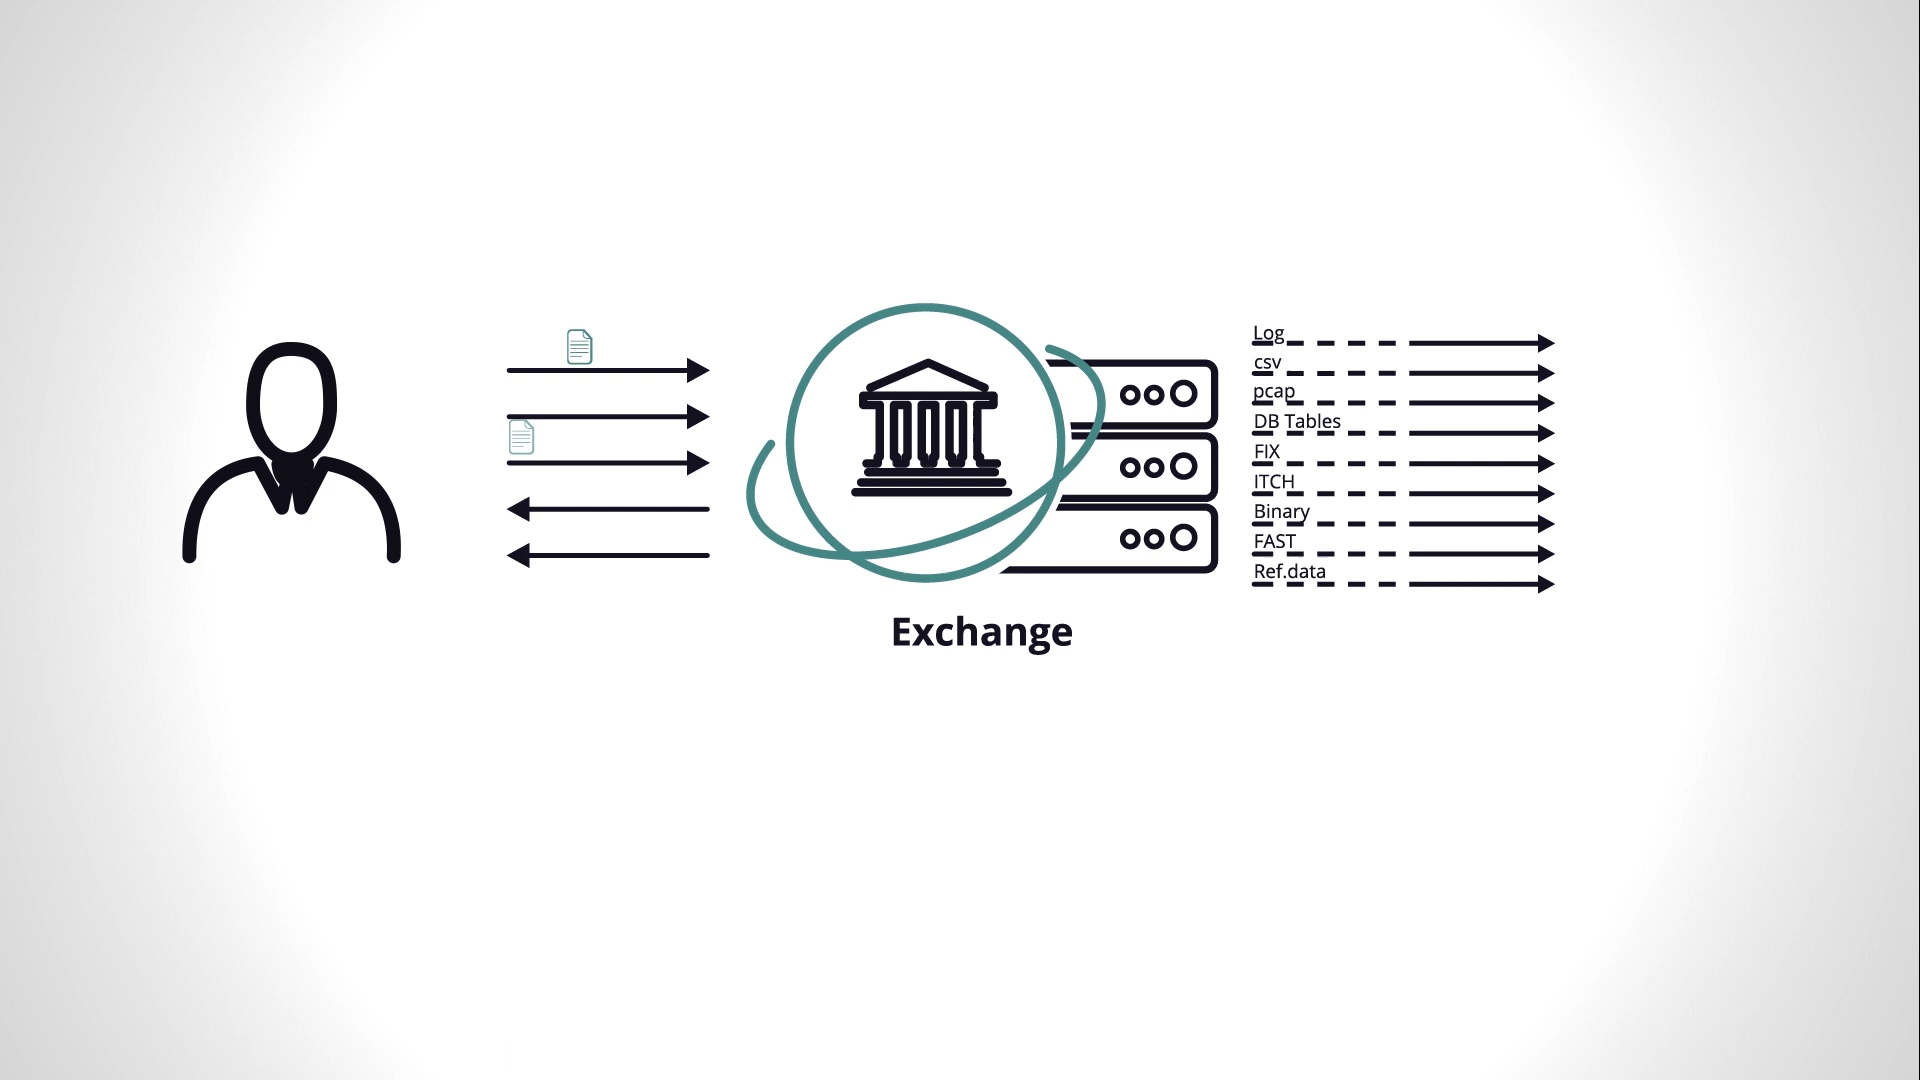 Log
csv
pcap
DB Tables
FIX
ITCH
Binary
FAST
Ref.data
Exchange